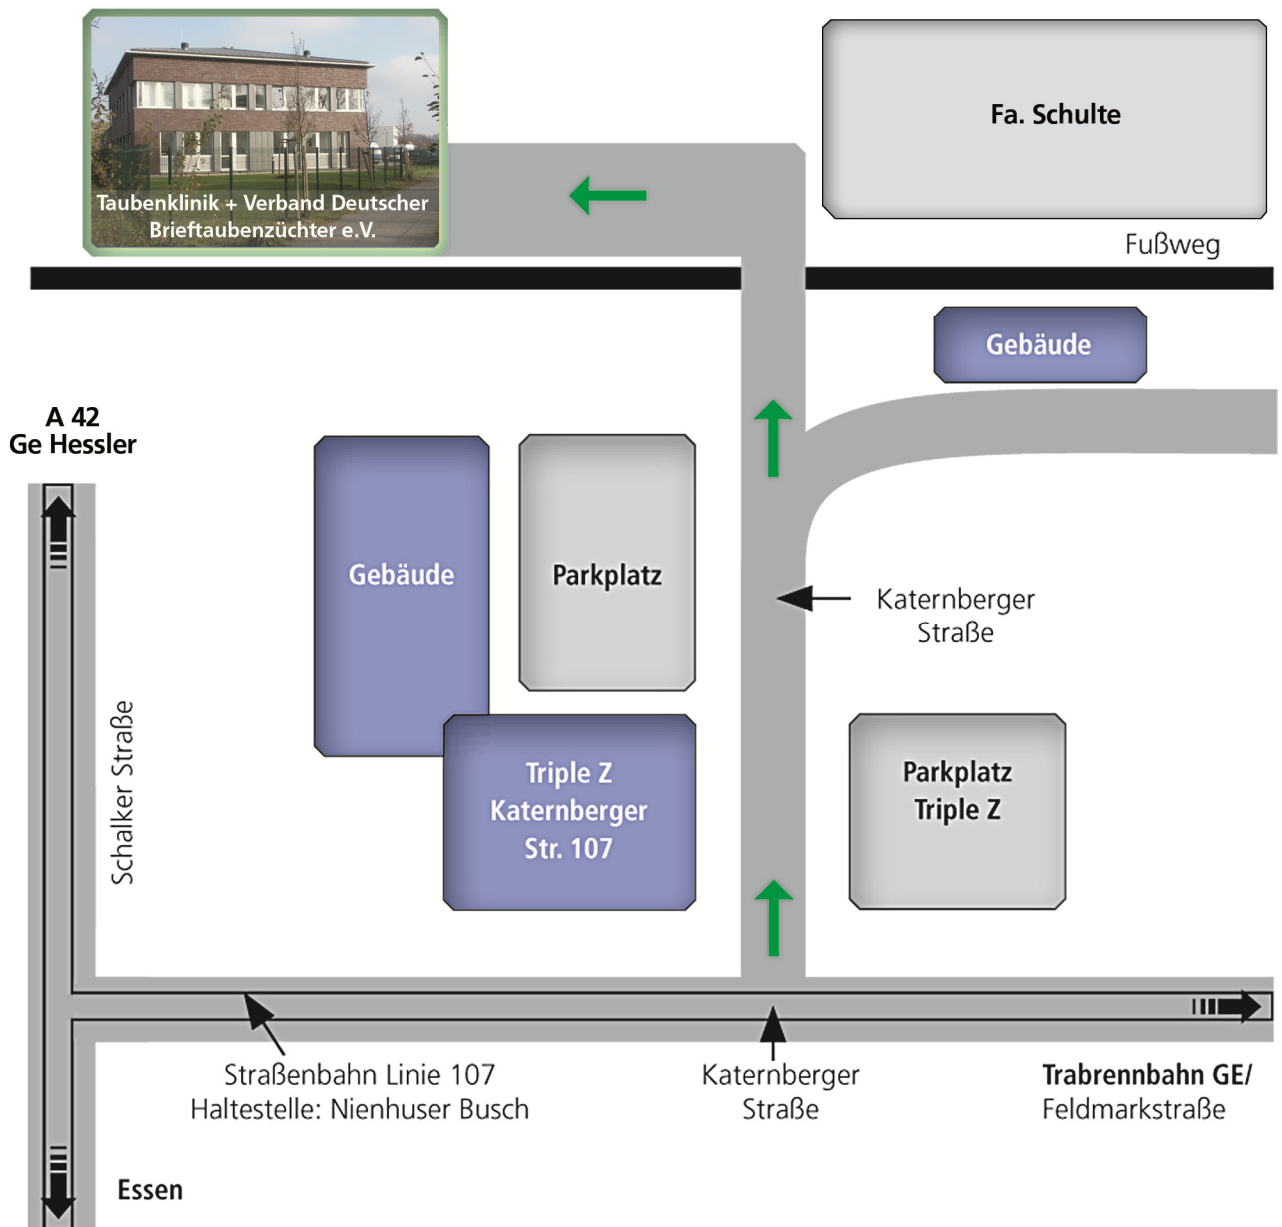 Taubenklinik + Verband Deutscher
Brieftaubenzüchter e.V.
Fa. Schulte
Fußweg
Gebäude
A 42
Ge Hessler
Gebäude
Parkplatz
Katernberger
Straße
Schalker Straße
Triple Z
Katernberger
Str. 107
Parkplatz
Triple Z
Straßenbahn Linie 107
Haltestelle: Nienhuser Busch
Katernberger
Straße
Trabrennbahn GE/
Feldmarkstraße
Essen